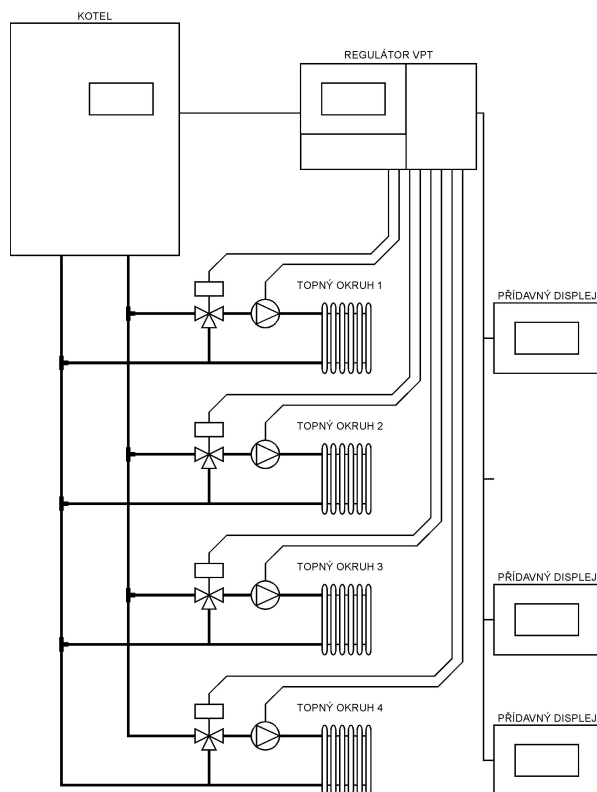 KOTEL
REGULÁTOR VPT
TOPNÝ OKRUH 1
PŘÍDAVNÝ DISPLEJ
TOPNÝ OKRUH 2
TOPNÝ OKRUH 3
PŘÍDAVNÝ DISPLEJ
TOPNÝ OKRUH 4
PŘÍDAVNÝ DISPLEJ